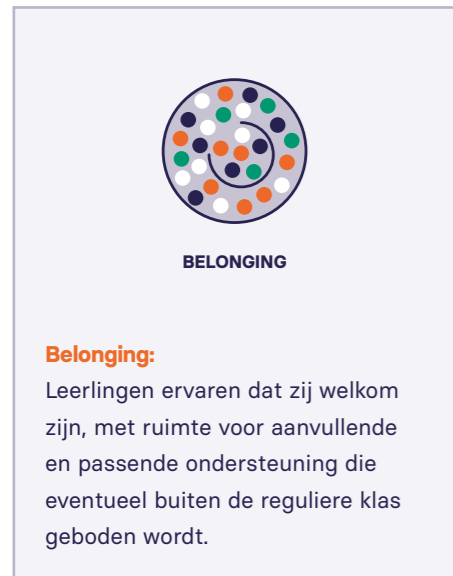 BELONGING
Belonging:
Leerlingen ervaren dat zij welkom
zijn, met ruimte voor aanvullende
en passende ondersteuning die
eventueel buiten de reguliere klas
geboden wordt.